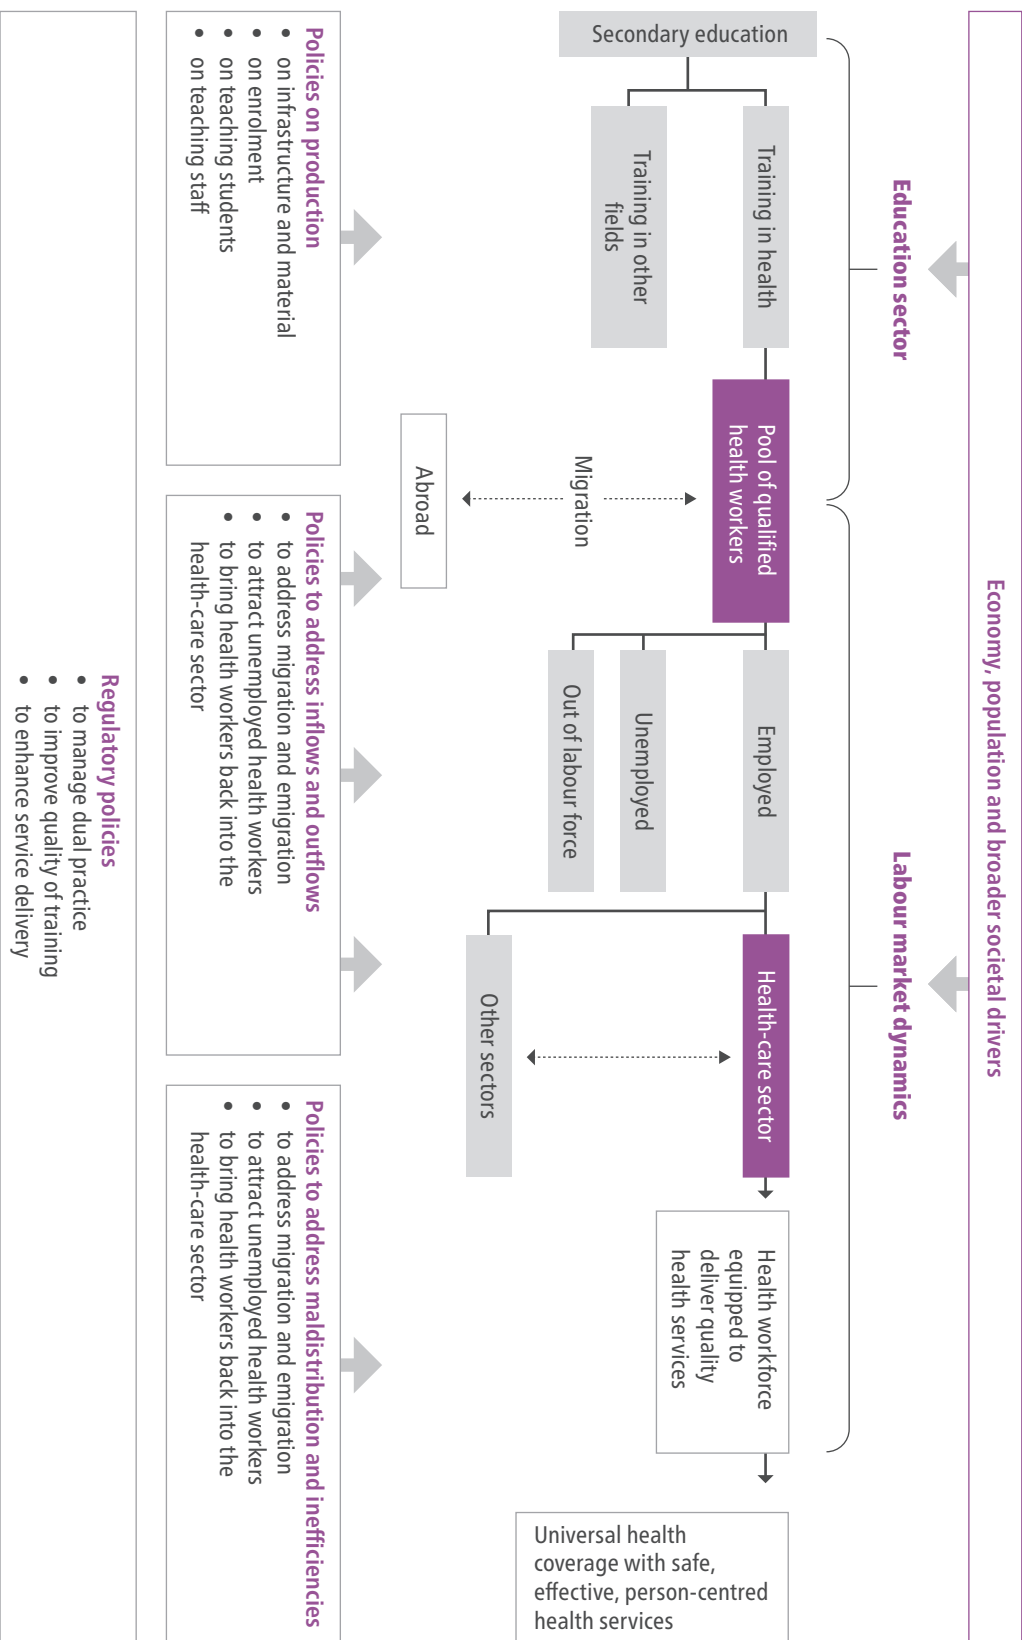 Economy, population and broader societal drivers
Education sector
Labour market dynamics
Secondary education
Training in health
Training in other
fields
Pool of qualified
health workers
Migration
Abroad
Employed
Unemployed
Out of labour force
Health-care sector
Other sectors
Health workforce
equipped to
deliver quality
health services
Universal health
coverage with safe,
effective, person-centred
health services
Policies on production
• on infrastructure and material
• on enrolment
• on teaching students
• on teaching staff
Policies to address inflows and outflows
• to address migration and emigration
• to attract unemployed health workers
• to bring health workers back into the
health-care sector
Policies to address maldistribution and inefficiencies
• to address migration and emigration
• to attract unemployed health workers
• to bring health workers back into the
health-care sector
Regulatory policies
• to manage dual practice
• to improve quality of training
• to enhance service delivery